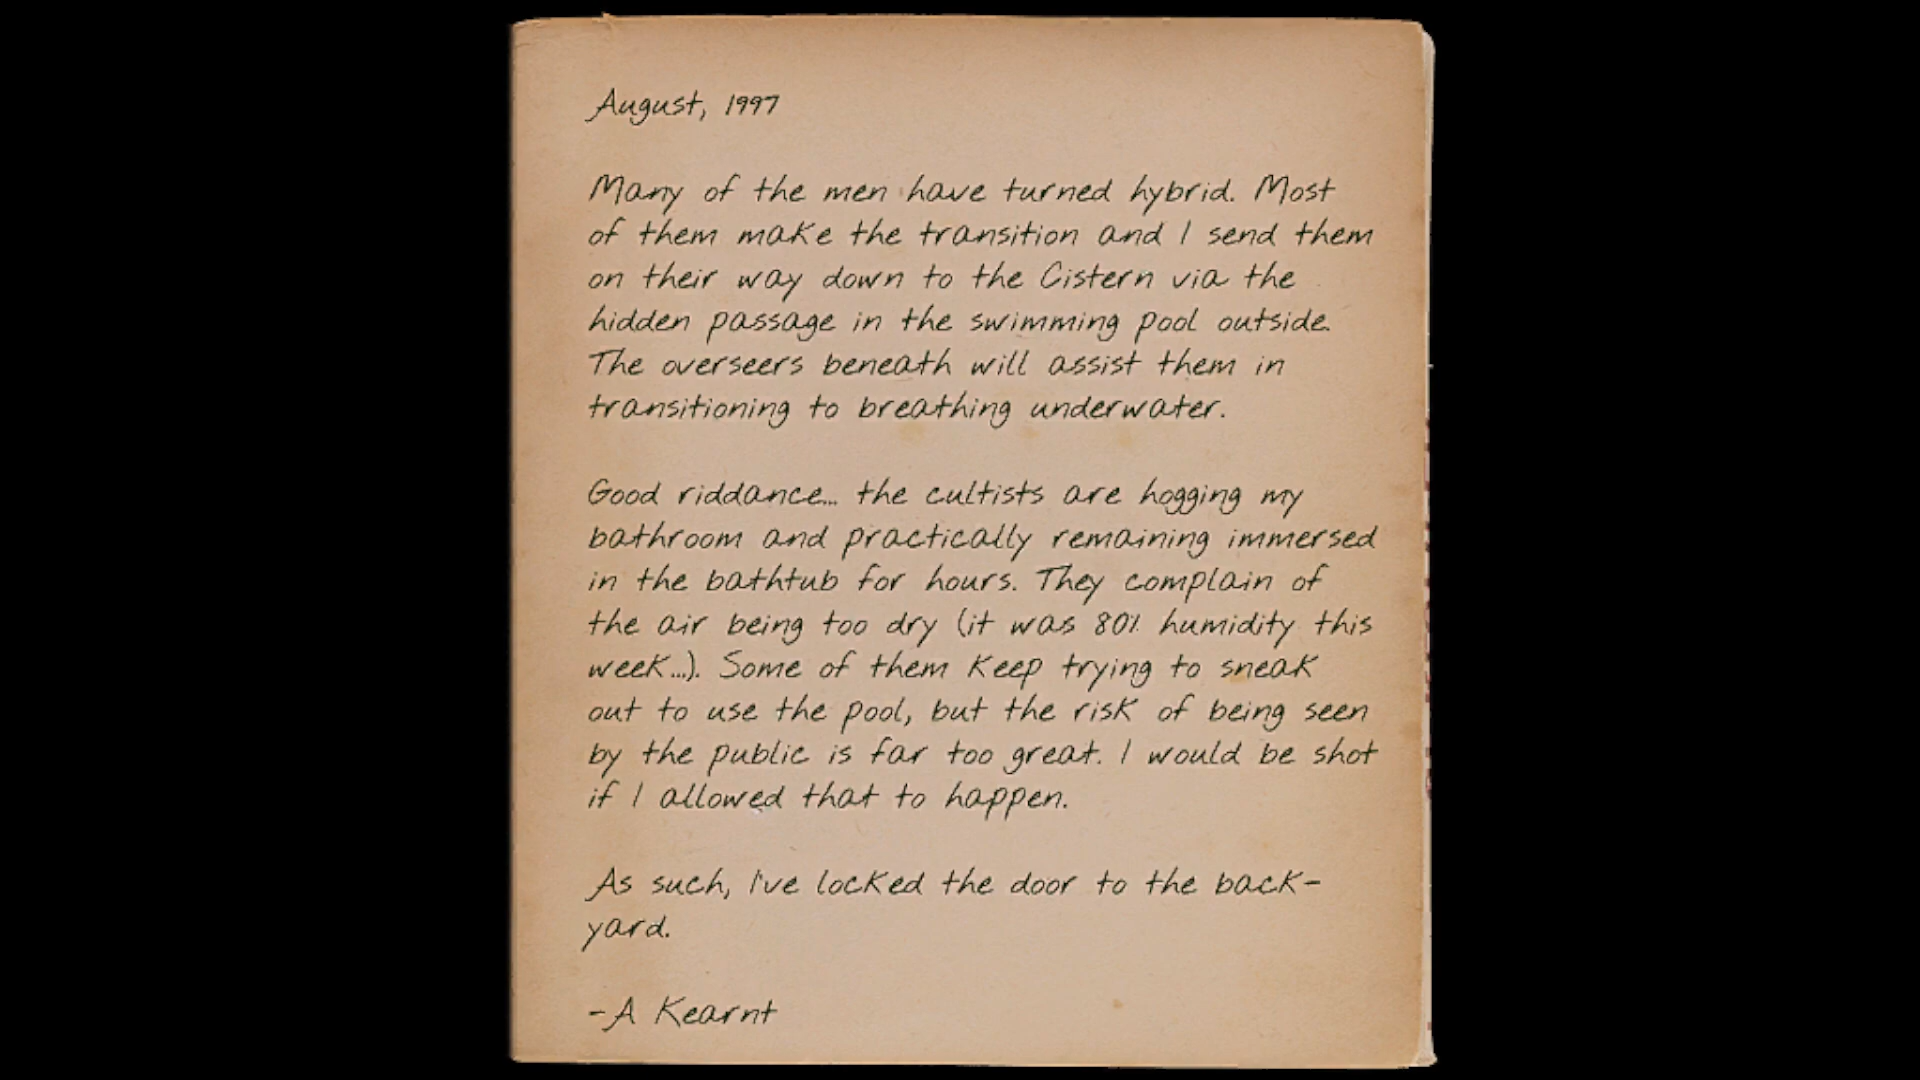 August, 1997
Many of the men have turned hybrid. Most
of them make the transition and I send them
on their way down to the Cistern via the
hidden passage in the swimming pool outside.
The overseers beneath will assist them in
transitioning to breathing underwater.
Good riddance... the cultists are hogging my
bathroom and practically remaining immersed
in the bathtub for hours. They complain of
the air being too dry (it was 80% humidity this
week...). Some of them keep trying to sneak
out to use the pool, but the risk of being seen
by the public is far too great. I would be shot
if I allowed that to happen.
As such, I've locked the door to the back-
yard.
-A Kearnt